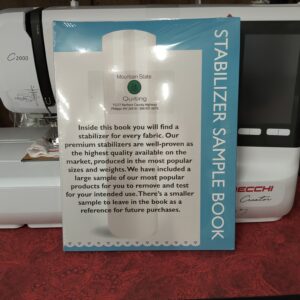 C2000
STABILIZER SAMPLE BOOK
Mountain State
Quilting
Inside this book you will find a
stabilizer for every fabric. Our
premium stabilizers are well-proven as
the highest quality available on the
market, produced in the most popular
sizes and weights. We have included a
large sample of our most popular
products for you to remove and test
for your intended use. There's a smaller
sample to leave in the book as a
reference for future purchases.
NECCHI
Creator